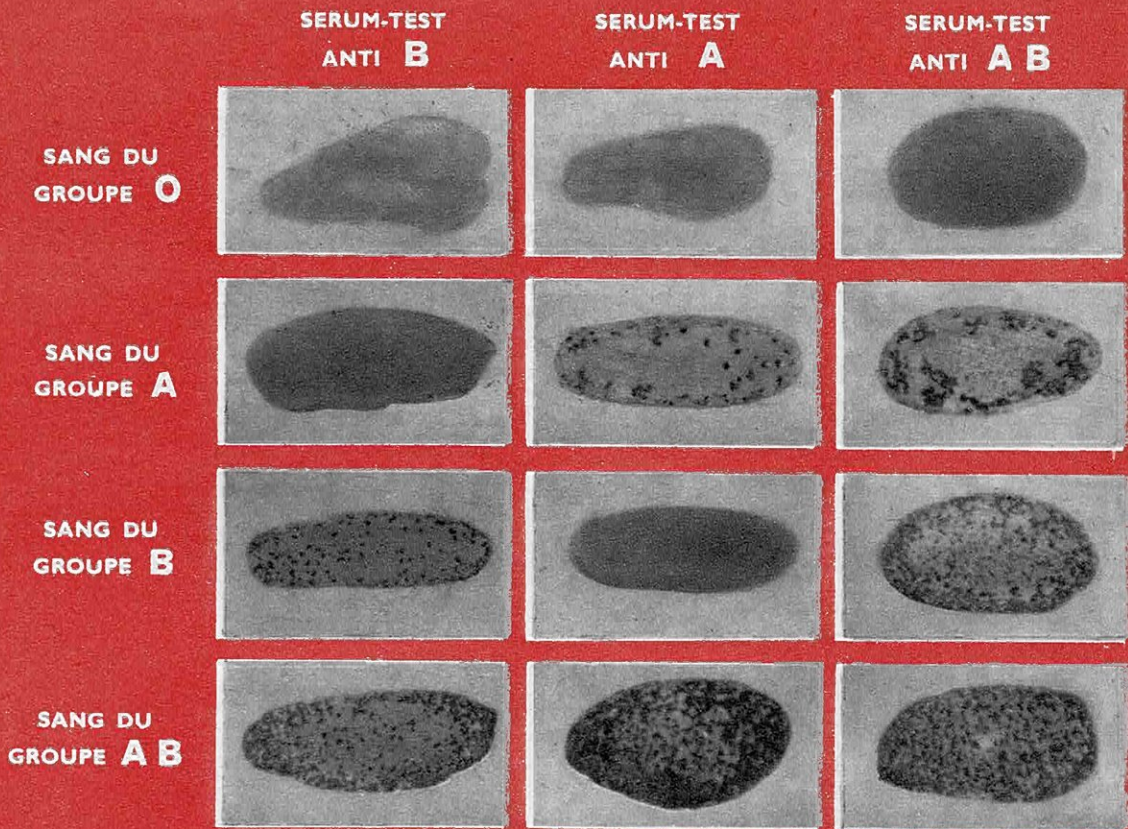 SERUM-TEST
ANTI B
SERUM-TEST
ANTI A
SERUM-TEST
ANTI A B
SANG DU
GROUPE O
SANG DU
GROUPE A
SANG DU
GROUPE B
SANG DU
GROUPE A B